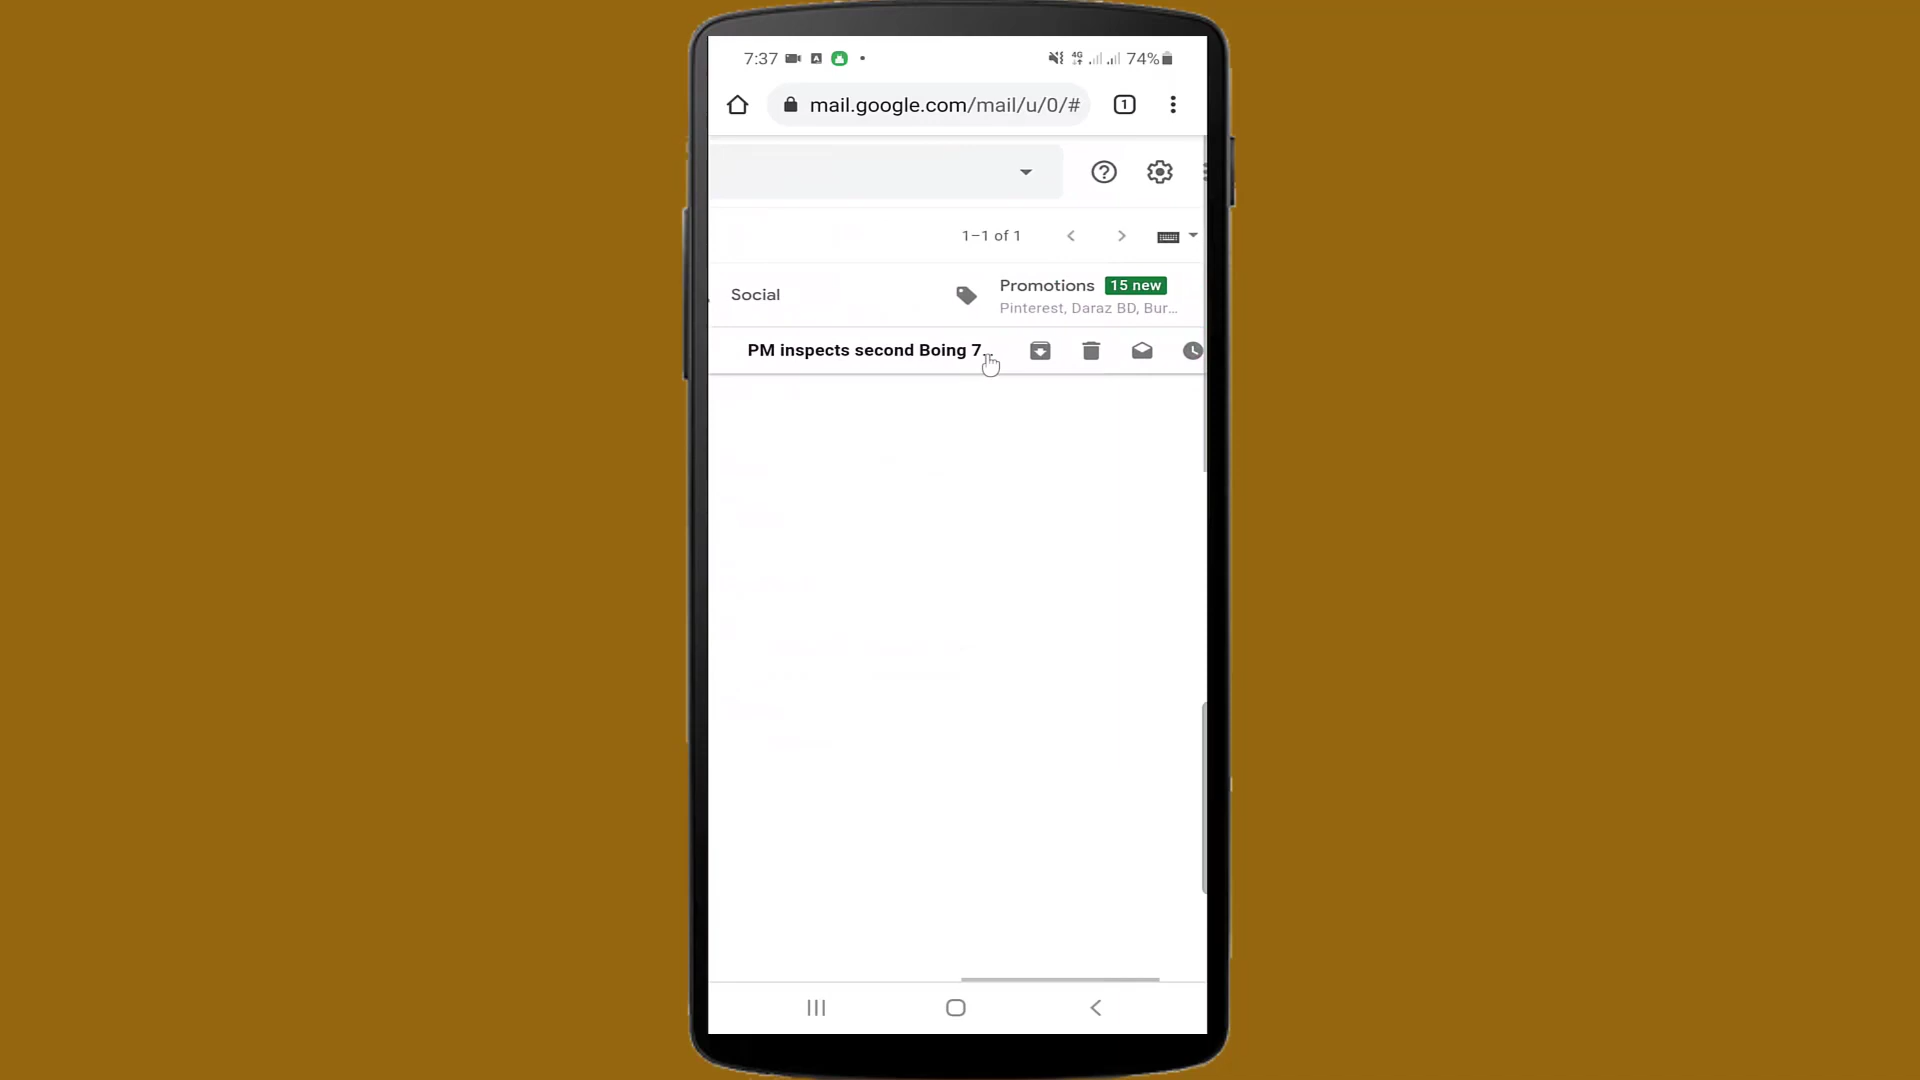 7:37
4G 74%
mail.google.com/mail/u/0/#
1
1–1 of 1
Social
Promotions 15 new
Pinterest, Daraz BD, Bur...
PM inspects second Boing 7...